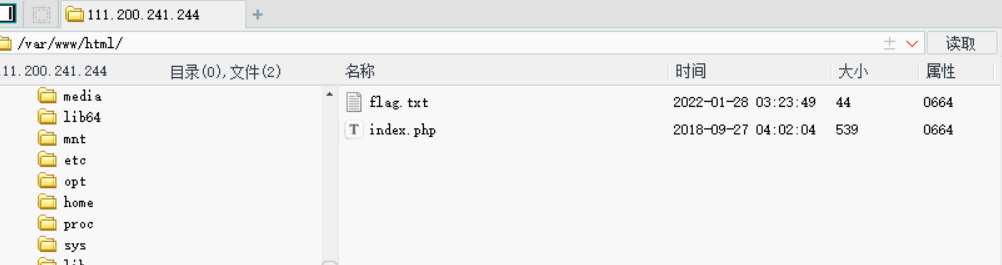 111.200.241.244 +
/var/www/html/ 读取
11.200.241.244 目录(0),文件(2) 名称 时间 大小 属性
media
lib64
mnt
etc
opt
home
proc
sys
lib
flag.txt 2022-01-28 03:23:49 44 0664
index.php 2018-09-27 04:02:04 539 0664